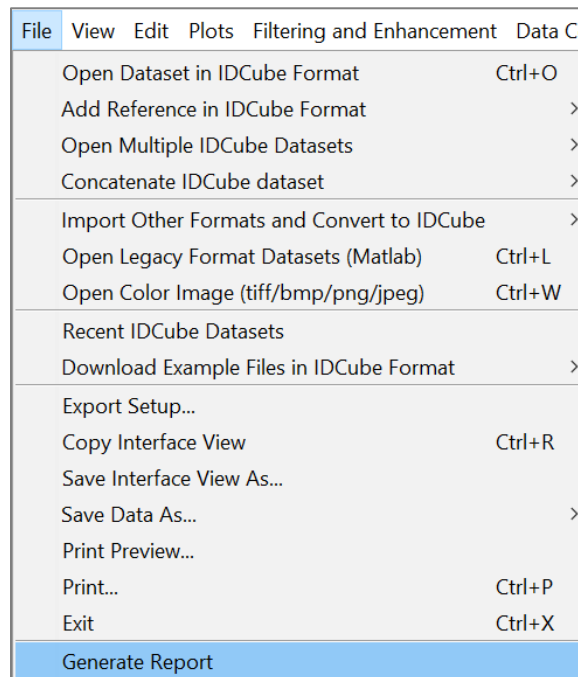 File View Edit Plots Filtering and Enhancement Data C
Open Dataset in IDCube Format Ctrl+O
Add Reference in IDCube Format
Open Multiple IDCube Datasets
Concatenate IDCube dataset
Import Other Formats and Convert to IDCube
Open Legacy Format Datasets (Matlab) Ctrl+L
Open Color Image (tiff/bmp/png/jpeg) Ctrl+W
Recent IDCube Datasets
Download Example Files in IDCube Format
Export Setup...
Copy Interface View Ctrl+R
Save Interface View As...
Save Data As...
Print Preview...
Print... Ctrl+P
Exit Ctrl+X
Generate Report